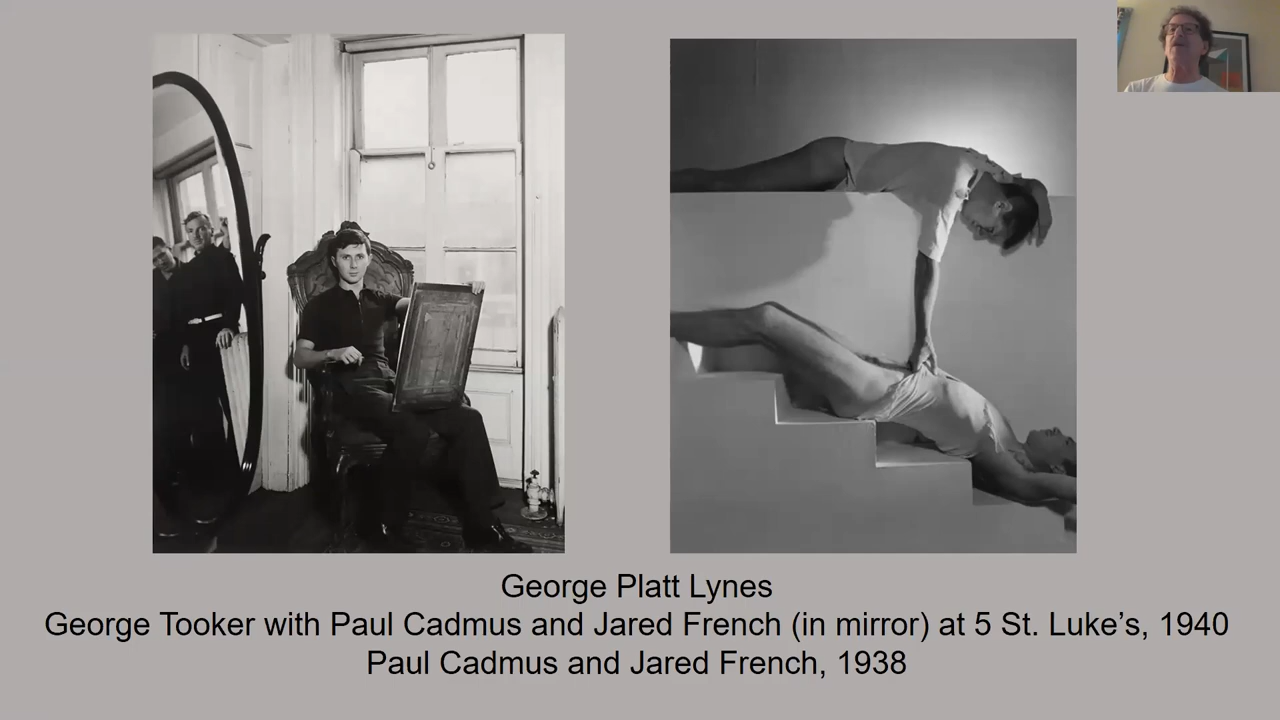 George Platt Lynes
George Tooker with Paul Cadmus and Jared French (in mirror) at 5 St. Luke’s, 1940
Paul Cadmus and Jared French, 1938